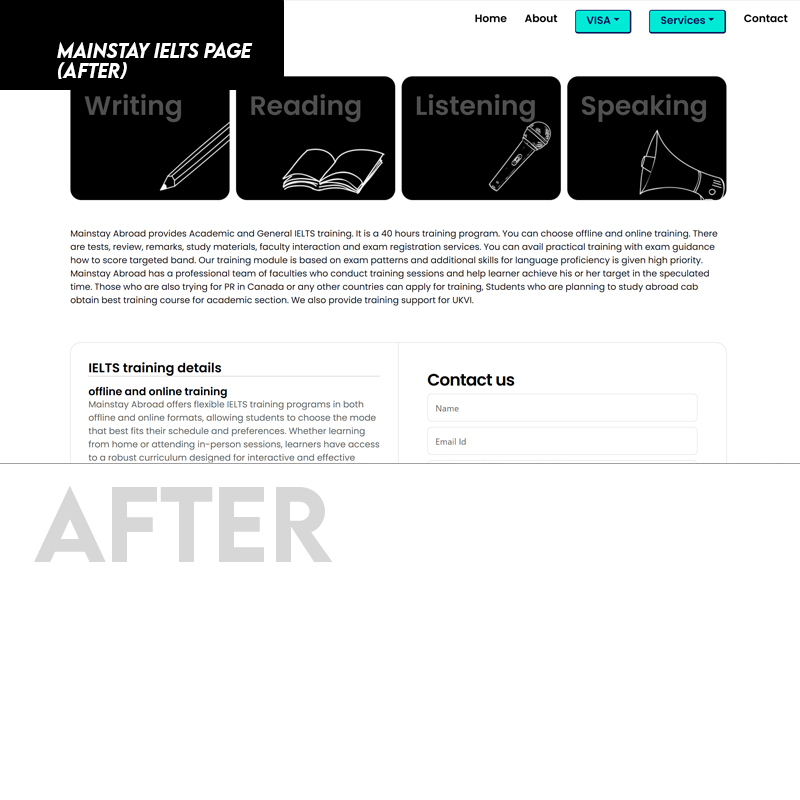 Home About VISA Services Contact
MAINSTAY IELTS PAGE
(AFTER)
Writing Reading Listening Speaking
Mainstay Abroad provides Academic and General IELTS training. It is a 40 hours training program. You can choose offline and online training. There
are tests, review, remarks, study materials, faculty interaction and exam registration services. You can avail practical training with exam guidance
how to score targeted band. Our training module is based on exam patterns and additional skills for language proficiency is given high priority.
Mainstay Abroad has a professional team of faculties who conduct training sessions and help learner achieve his or her target in the speculated
time. Those who are also trying for PR in Canada or any other countries can apply for training, Students who are planning to study abroad cab
obtain best training course for academic section. We also provide training support for UKVI.
IELTS training details
offline and online training
Mainstay Abroad offers flexible IELTS training programs in both
offline and online formats, allowing students to choose the mode
that best fits their schedule and preferences. Whether learning
from home or attending in-person sessions, learners have access
to a robust curriculum designed for interactive and effective
Contact us
Name
Email Id
AFTER